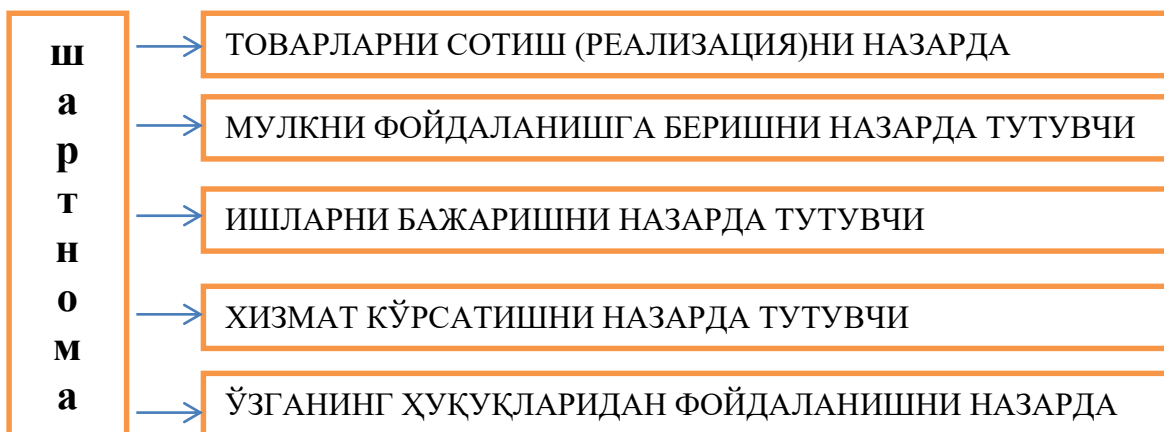 шартнома
ТОВАРЛАРНИ СОТИШ (РЕАЛИЗАЦИЯ)НИ НАЗАРДА
МУЛКНИ ФОЙДАЛАНИШГА БЕРИШНИ НАЗАРДА ТУТУВЧИ
ИШЛАРНИ БАЖАРИШНИ НАЗАРДА ТУТУВЧИ
ХИЗМАТ КЎРСАТИШНИ НАЗАРДА ТУТУВЧИ
ЎЗГАНИНГ ҲУҚУҚЛАРИДАН ФОЙДАЛАНИШНИ НАЗАРДА